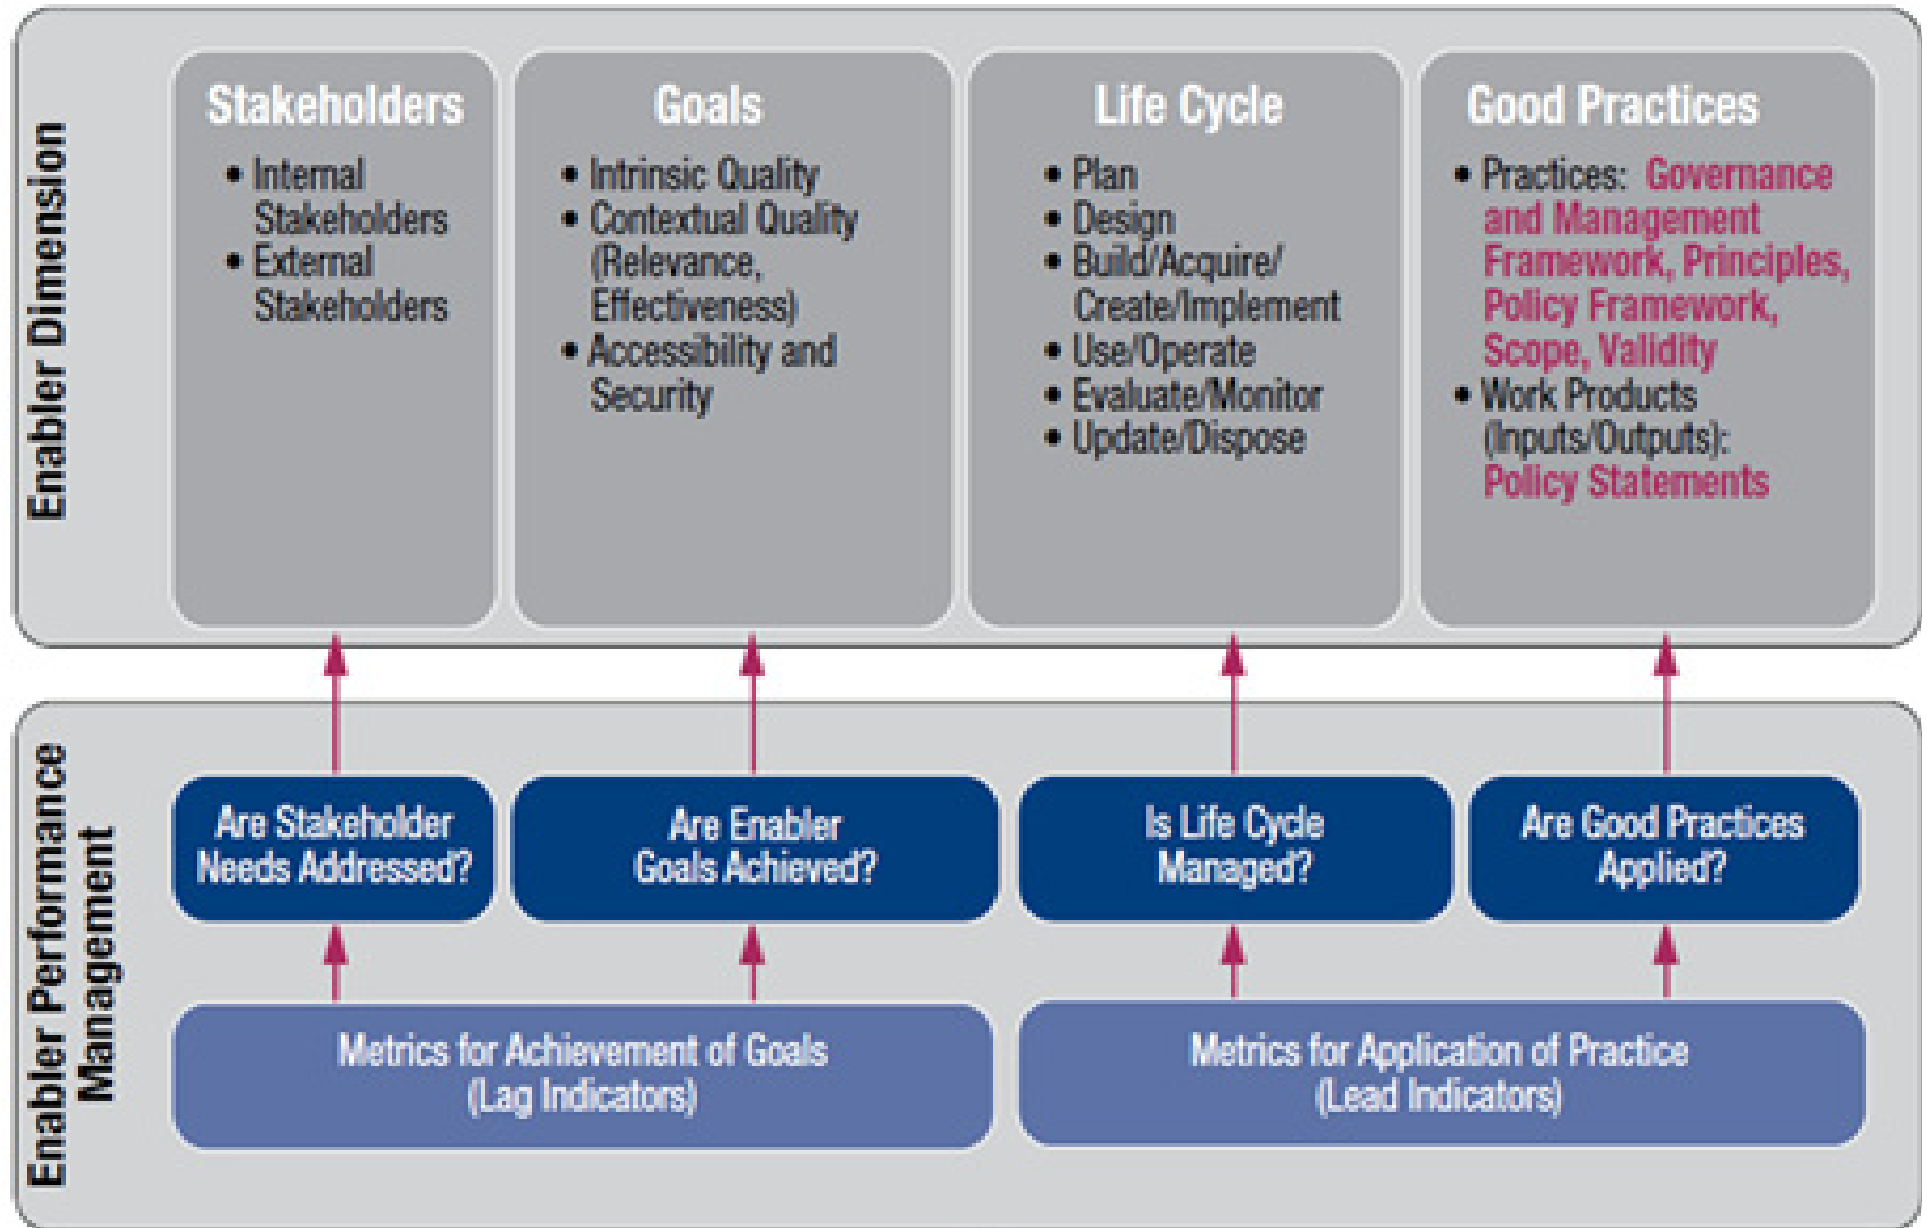 Enabler Dimension
Stakeholders
• Internal
Stakeholders
• External
Stakeholders
Goals
• Intrinsic Quality
• Contextual Quality
(Relevance,
Effectiveness)
• Accessibility and
Security
Life Cycle
• Plan
• Design
• Build/Acquire/
Create/Implement
• Use/Operate
• Evaluate/Monitor
• Update/Dispose
Good Practices
• Practices: Governance
and Management
Framework, Principles,
Policy Framework,
Scope, Validity
• Work Products
(Inputs/Outputs):
Policy Statements
Enabler Performance
Management
Are Stakeholder
Needs Addressed?
Are Enabler
Goals Achieved?
Is Life Cycle
Managed?
Are Good Practices
Applied?
Metrics for Achievement of Goals
(Lag Indicators)
Metrics for Application of Practice
(Lead Indicators)